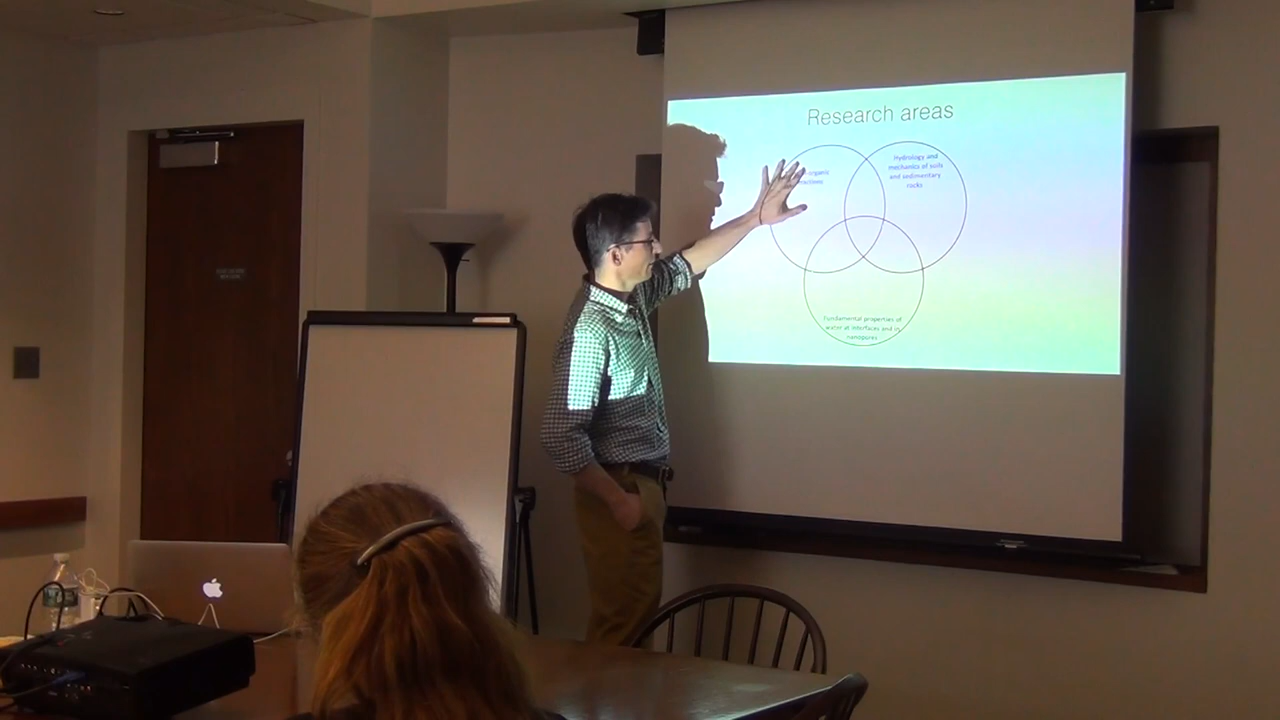 Research areas
-organic
Hydrology and
mechanics of soils
and sedimentary
rocks
Fundamental properties of
water at interfaces and in
nanopores